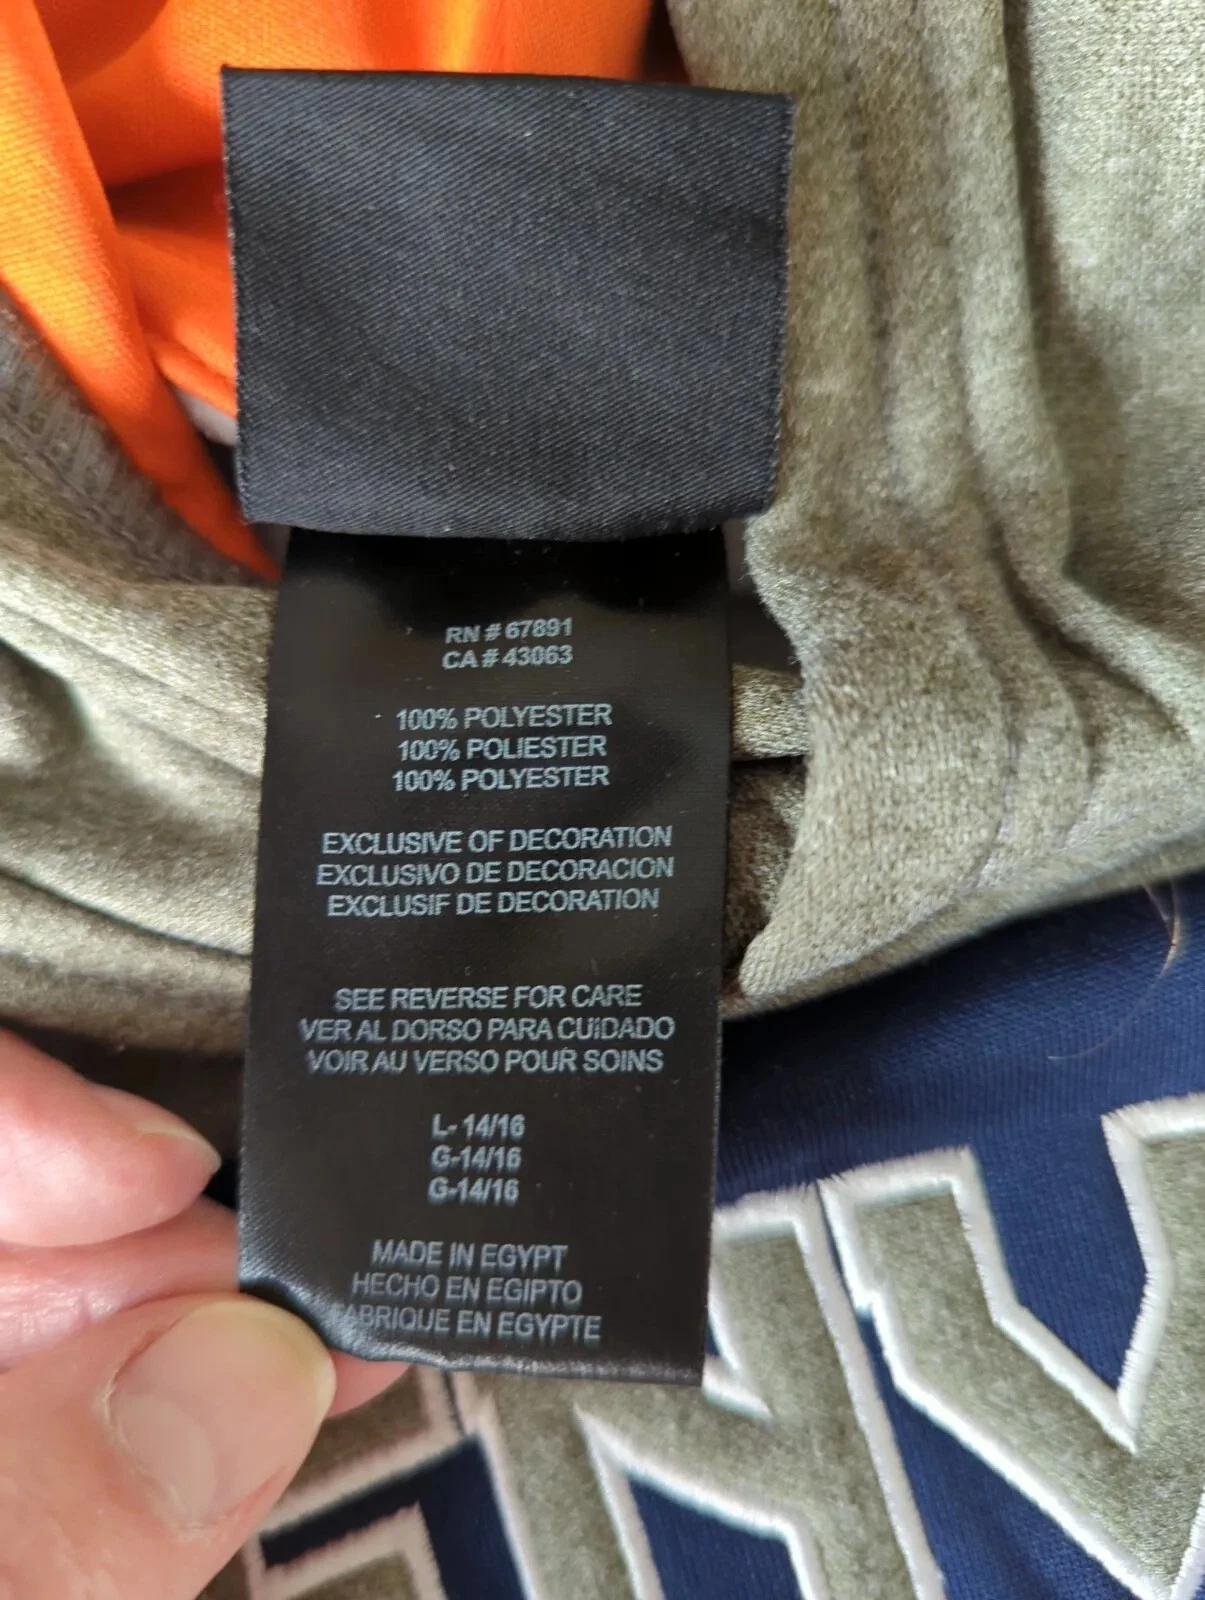 RN # 67891
CA # 43063
100% POLYESTER
100% POLIESTER
100% POLYESTER
EXCLUSIVE OF DECORATION
EXCLUSIVO DE DECORACION
EXCLUSIF DE DECORATION
SEE REVERSE FOR CARE
VER AL DORSO PARA CUIDADO
VOIR AU VERSO POUR SOINS
L- 14/16
G-14/16
G-14/16
MADE IN EGYPT
HECHO EN EGIPTO
FABRIQUE EN EGYPTE